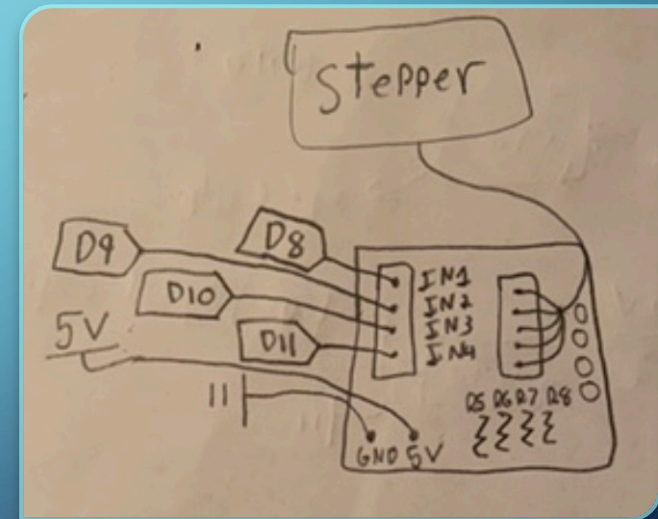 Stepper
D9
D8
D10
D11
5V
IN1
IN2
IN3
IN4
R5 R6 R7 R8
GND 5V